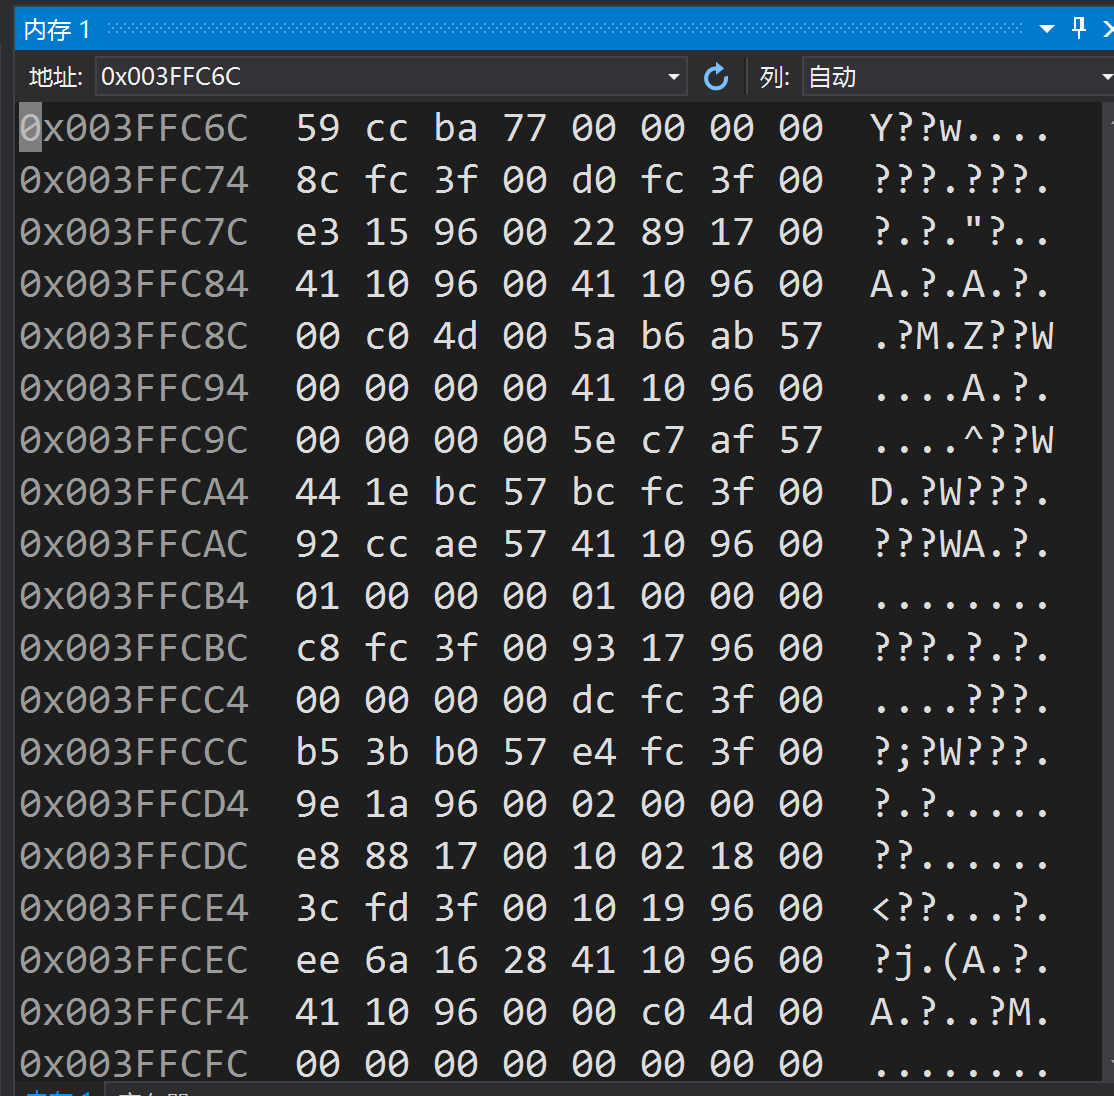 内存 1
地址: 0x003FFC6C 列: 自动
0x003FFC6C 59 cc ba 77 00 00 00 00 Y??w....
0x003FFC74 8c fc 3f 00 d0 fc 3f 00 ???.???.
0x003FFC7C e3 15 96 00 22 89 17 00 ?.?."?..
0x003FFC84 41 10 96 00 41 10 96 00 A.?.A.?.
0x003FFC8C 00 c0 4d 00 5a b6 ab 57 .?M.Z??W
0x003FFC94 00 00 00 00 41 10 96 00 ....A.?.
0x003FFC9C 00 00 00 00 5e c7 af 57 ....^??W
0x003FFCA4 44 1e bc 57 bc fc 3f 00 D.?W???.
0x003FFCAC 92 cc ae 57 41 10 96 00 ???WA.?.
0x003FFCB4 01 00 00 00 01 00 00 00 ........
0x003FFCBC c8 fc 3f 00 93 17 96 00 ???.?.?.
0x003FFCC4 00 00 00 00 dc fc 3f 00 ....???.
0x003FFCCC b5 3b b0 57 e4 fc 3f 00 ?;?W???.
0x003FFCD4 9e 1a 96 00 02 00 00 00 ?.?.....
0x003FFCDC e8 88 17 00 10 02 18 00 ??......
0x003FFCE4 3c fd 3f 00 10 19 96 00 <??...?.
0x003FFCEC ee 6a 16 28 41 10 96 00 ?j.(A.?.
0x003FFCF4 41 10 96 00 00 c0 4d 00 A.?..?M.
0x003FFCFC 00 00 00 00 00 00 00 00 ........